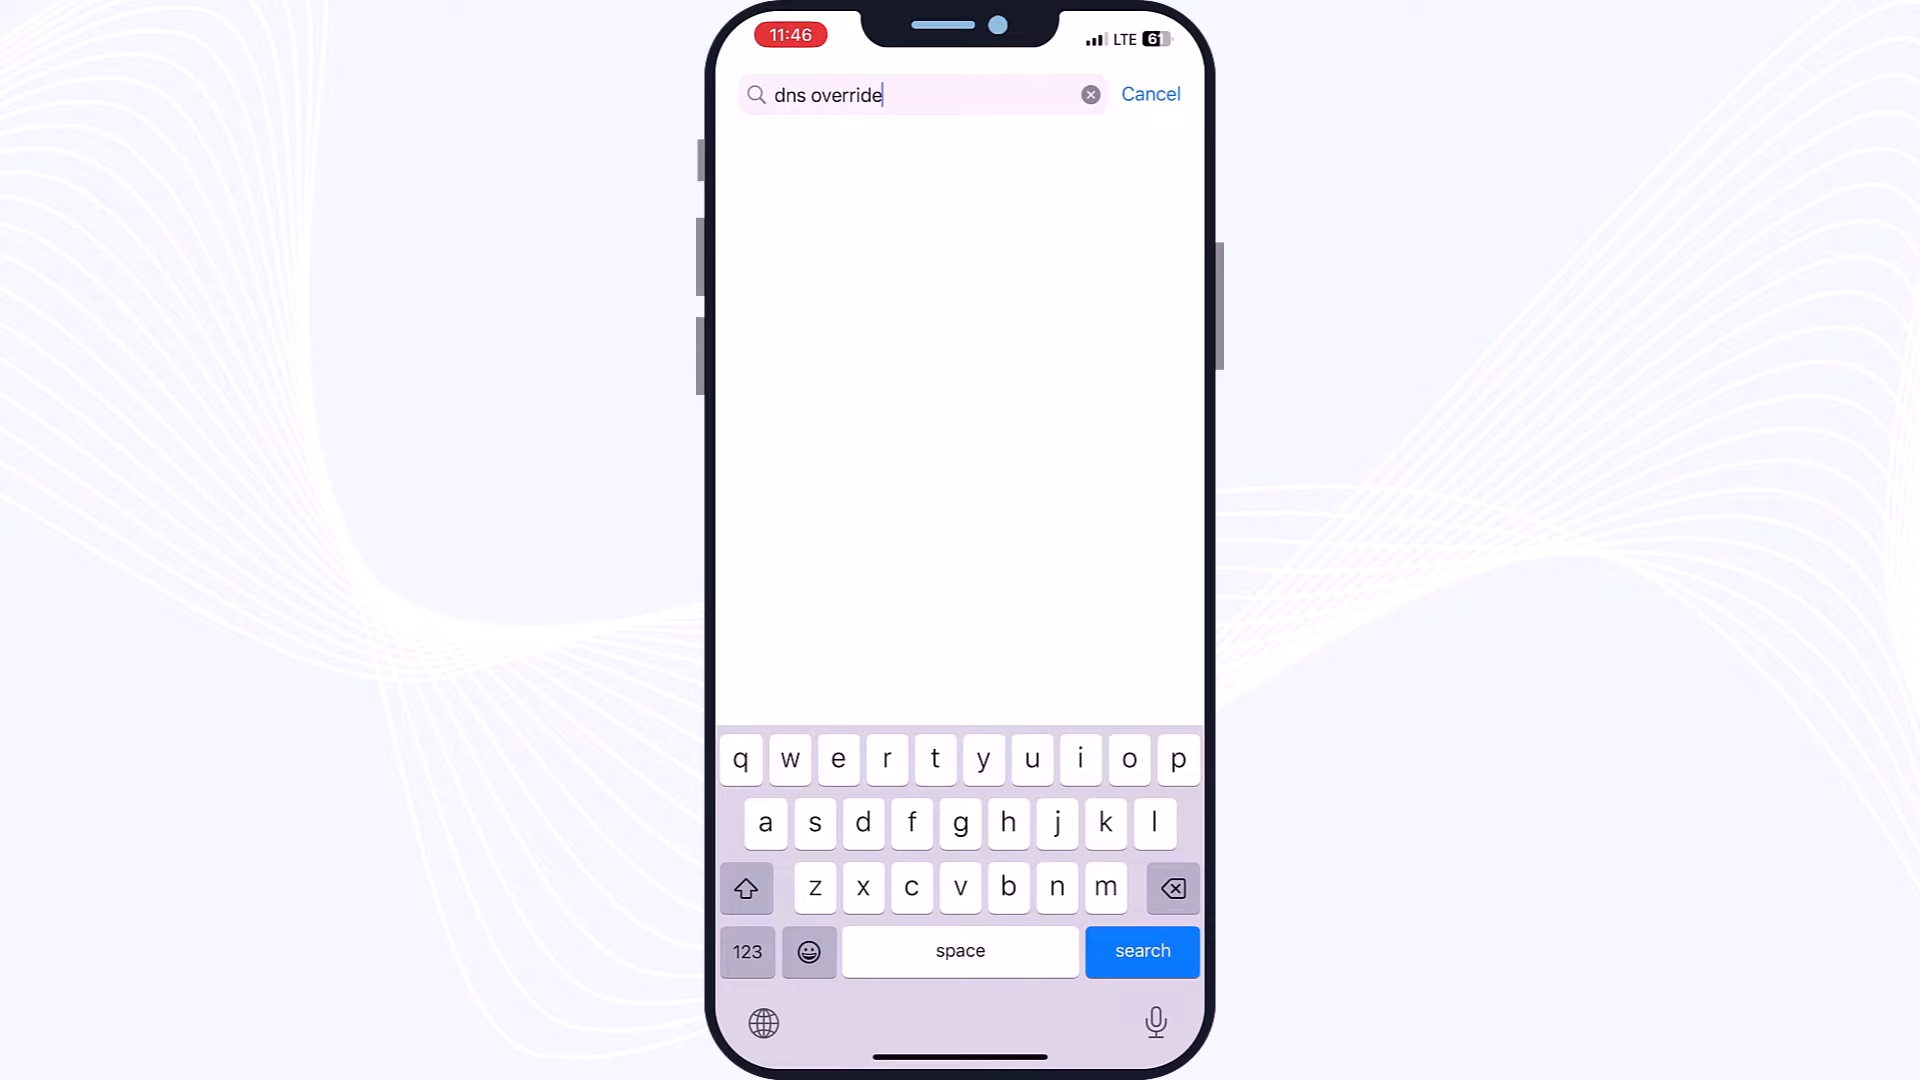 11:46
LTE 61
dns override
Cancel
q w e r t y u i o p
a s d f g h j k l
z x c v b n m
123
space
search